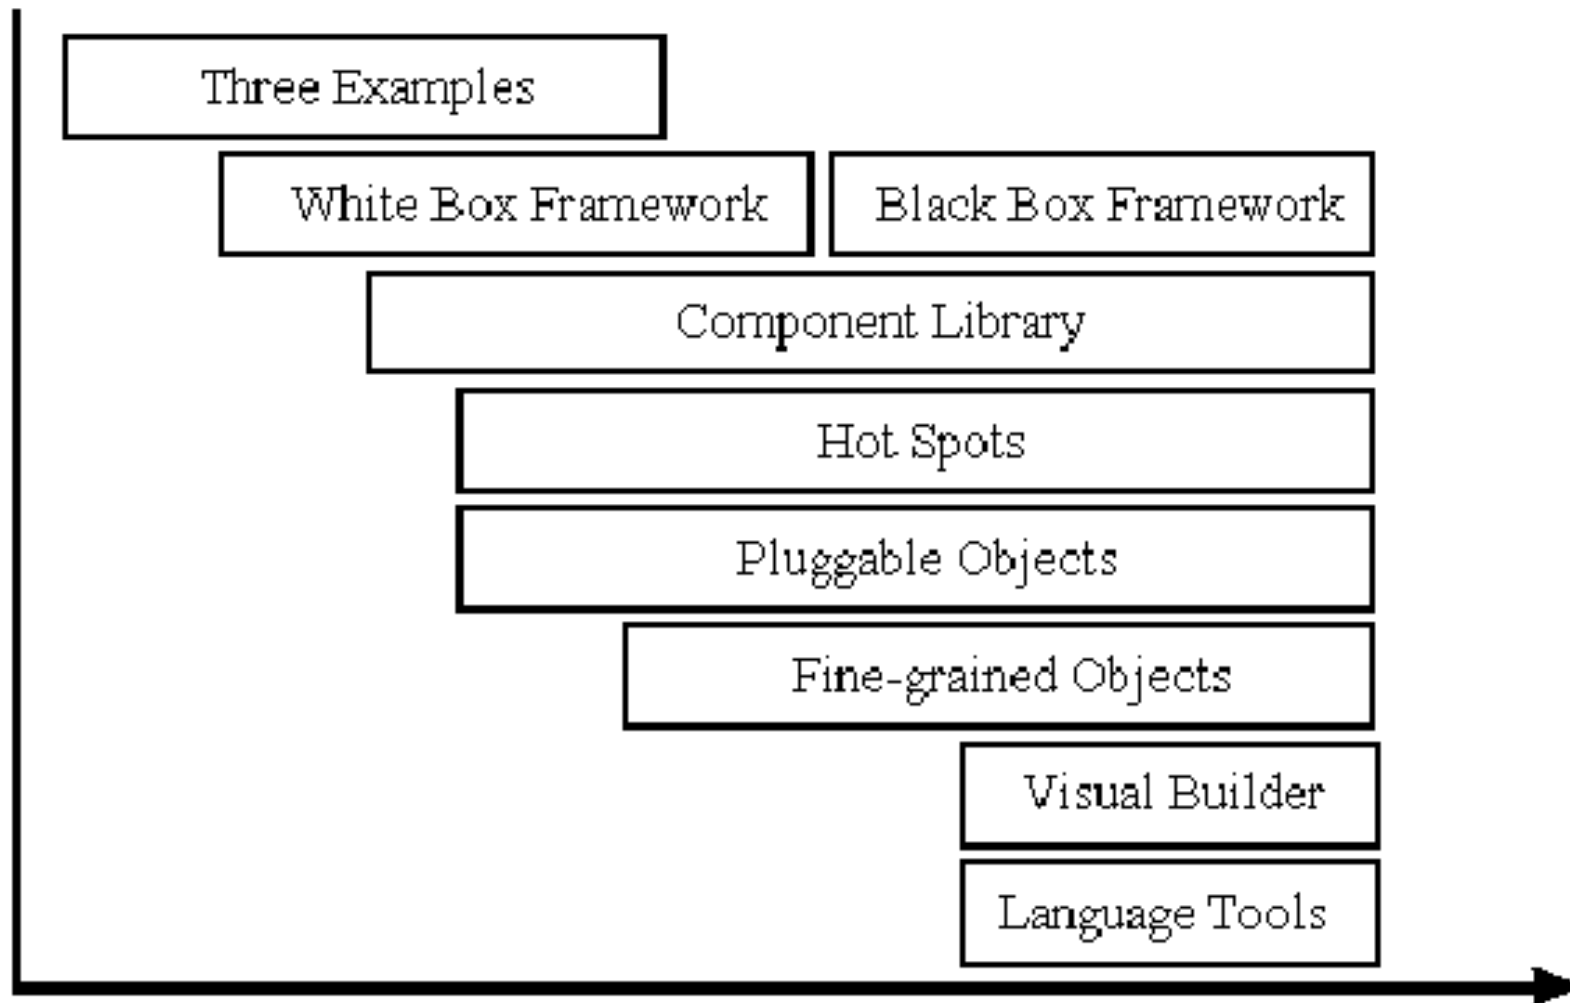 Three Examples
White Box Framework
Black Box Framework
Component Library
Hot Spots
Pluggable Objects
Fine-grained Objects
Visual Builder
Language Tools